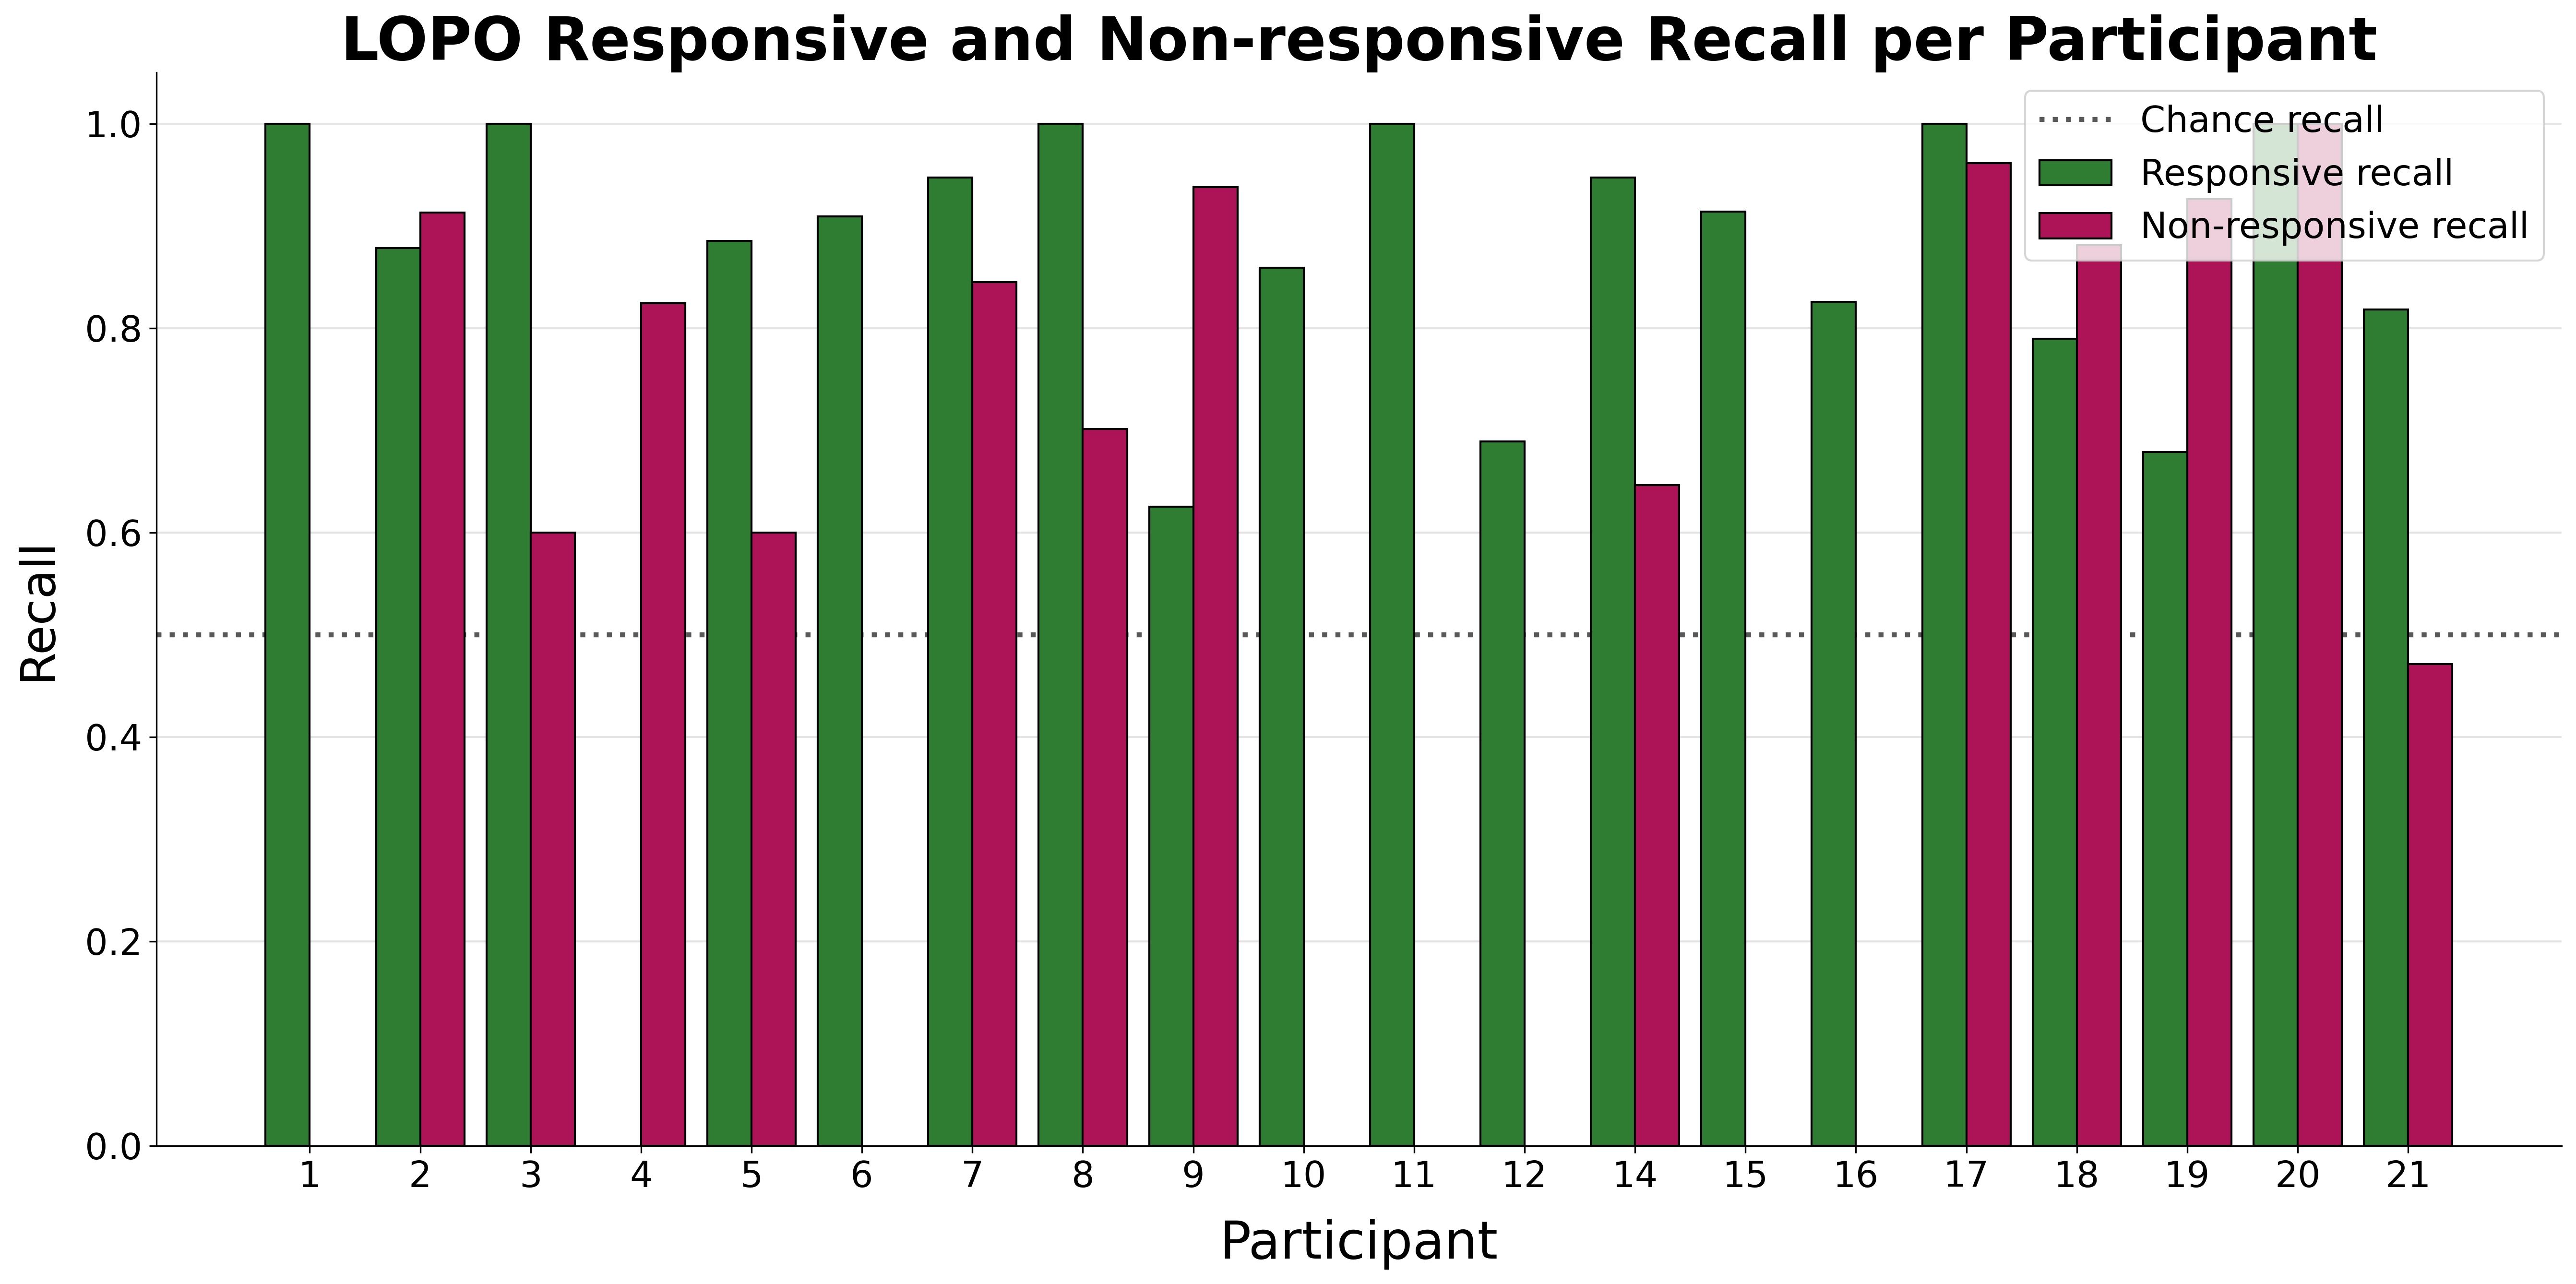 LOPO Responsive and Non-responsive Recall per Participant
Chance recall
Responsive recall
Non-responsive recall
Recall
1.0
0.8
0.6
0.4
0.2
0.0
1 2 3 4 5 6 7 8 9 10 11 12 14 15 16 17 18 19 20 21
Participant